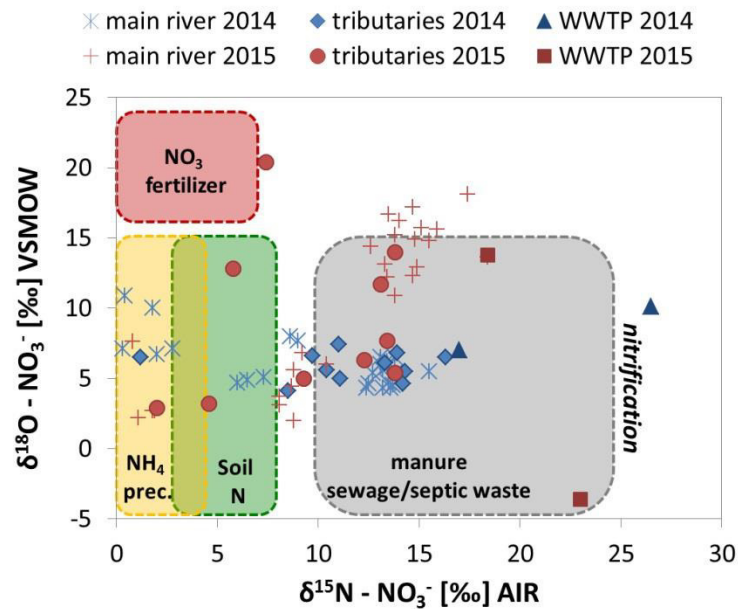 main river 2014 tributaries 2014 WWTP 2014
main river 2015 tributaries 2015 WWTP 2015
25
20
15
10
5
0
-5
δ¹⁸O - NO₃⁻ [‰] VSMOW
NO₃
fertilizer
NH₄
prec.
Soil
N
manure
sewage/septic waste
nitrification
0 5 10 15 20 25 30
δ¹⁵N - NO₃⁻ [‰] AIR